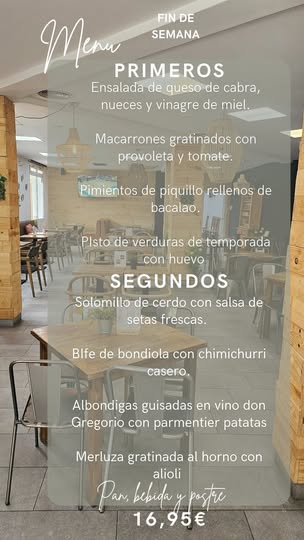 FIN DE
SEMANA
Menu
PRIMEROS
Ensalada de queso de cabra,
nueces y vinagre de miel.
Macarrones gratinados con
provoleta y tomate.
Pimientos de piquillo rellenos de
bacalao.
PIsto de verduras de temporada
con huevo
SEGUNDOS
Solomillo de cerdo con salsa de
setas frescas.
BIfe de bondiola con chimichurri
casero.
Albondigas guisadas en vino don
Gregorio con parmentier patatas
Merluza gratinada al horno con
alioli
Pan, bebida y postre
16,95€